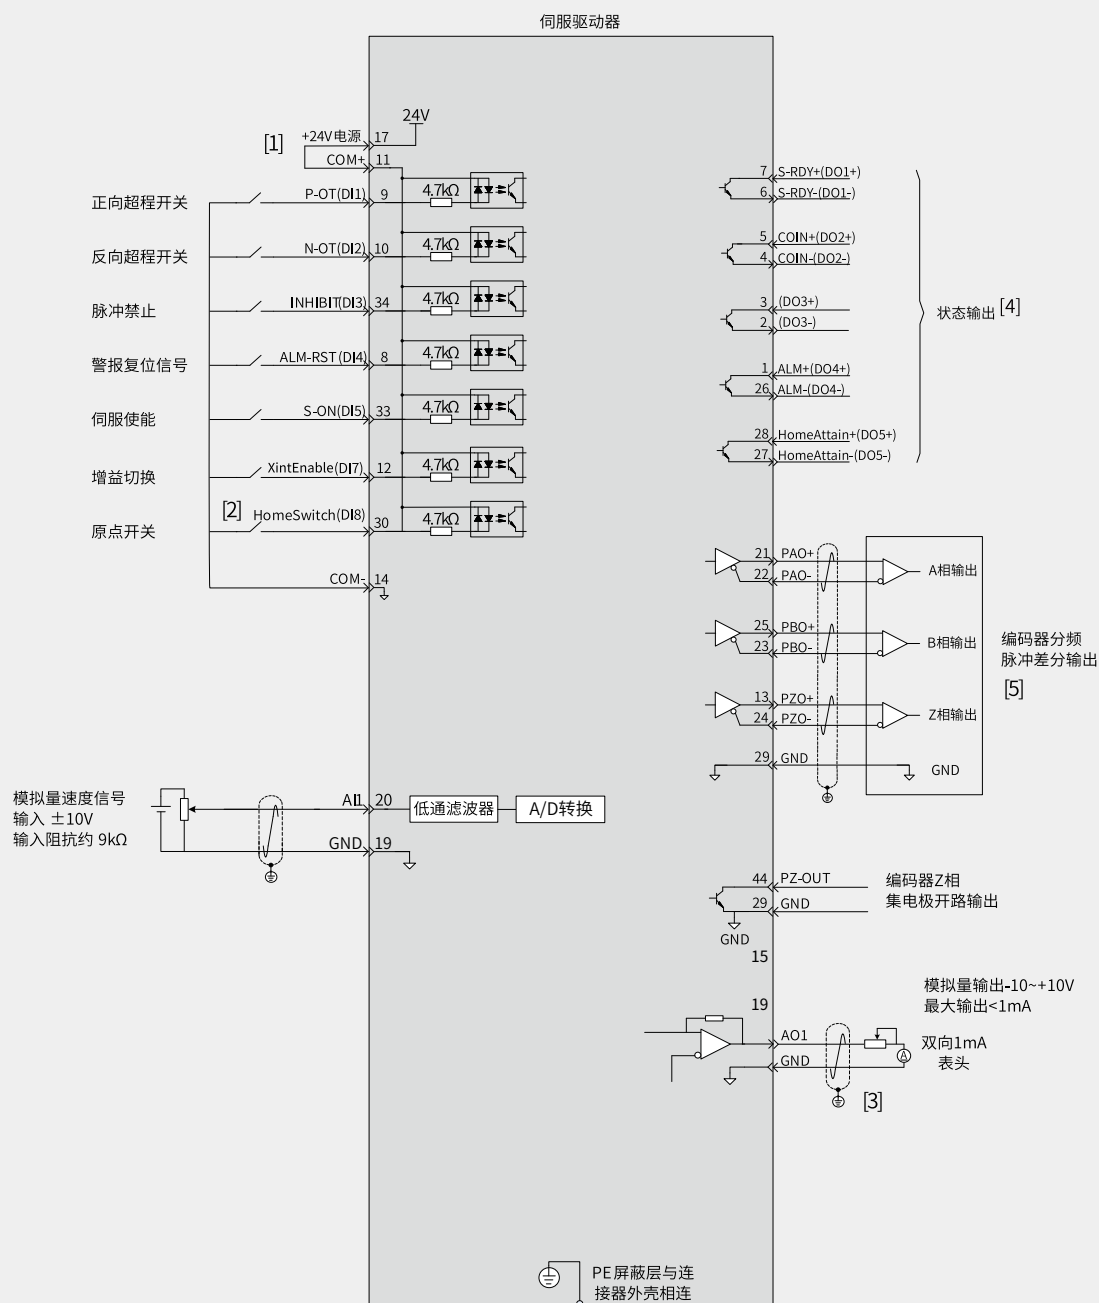 伺服驱动器
24V
[1]
+24V电源
17
COM+
11
正向超程开关
P-OT(DI1)
9
4.7kΩ
反向超程开关
N-OT(DI2)
10
4.7kΩ
脉冲禁止
INHIBIT(DI3)
34
4.7kΩ
警报复位信号
ALM-RST(DI4)
8
4.7kΩ
伺服使能
S-ON(DI5)
33
4.7kΩ
增益切换
XintEnable(DI7)
12
4.7kΩ
[2]
原点开关
HomeSwitch(DI8)
30
4.7kΩ
COM-
14
7
S-RDY+(DO1+)
6
S-RDY-(DO1-)
5
COIN+(DO2+)
4
COIN-(DO2-)
3
(DO3+)
2
(DO3-)
1
ALM+(DO4+)
26
ALM-(DO4-)
28
HomeAttain+(DO5+)
27
HomeAttain-(DO5-)
状态输出
[4]
21
PAO+
22
PAO-
A相输出
25
PBO+
23
PBO-
B相输出
13
PZO+
24
PZO-
Z相输出
29
GND
GND
编码器分频
脉冲差分输出
[5]
模拟量速度信号
输入 ±10V
输入阻抗约 9kΩ
AI1
20
低通滤波器
A/D转换
GND
19
44
PZ-OUT
29
GND
GND
编码器Z相
集电极开路输出
15
19
AO1
GND
模拟量输出-10~+10V
最大输出<1mA
双向1mA
表头
A
[3]
PE屏蔽层与连
接器外壳相连